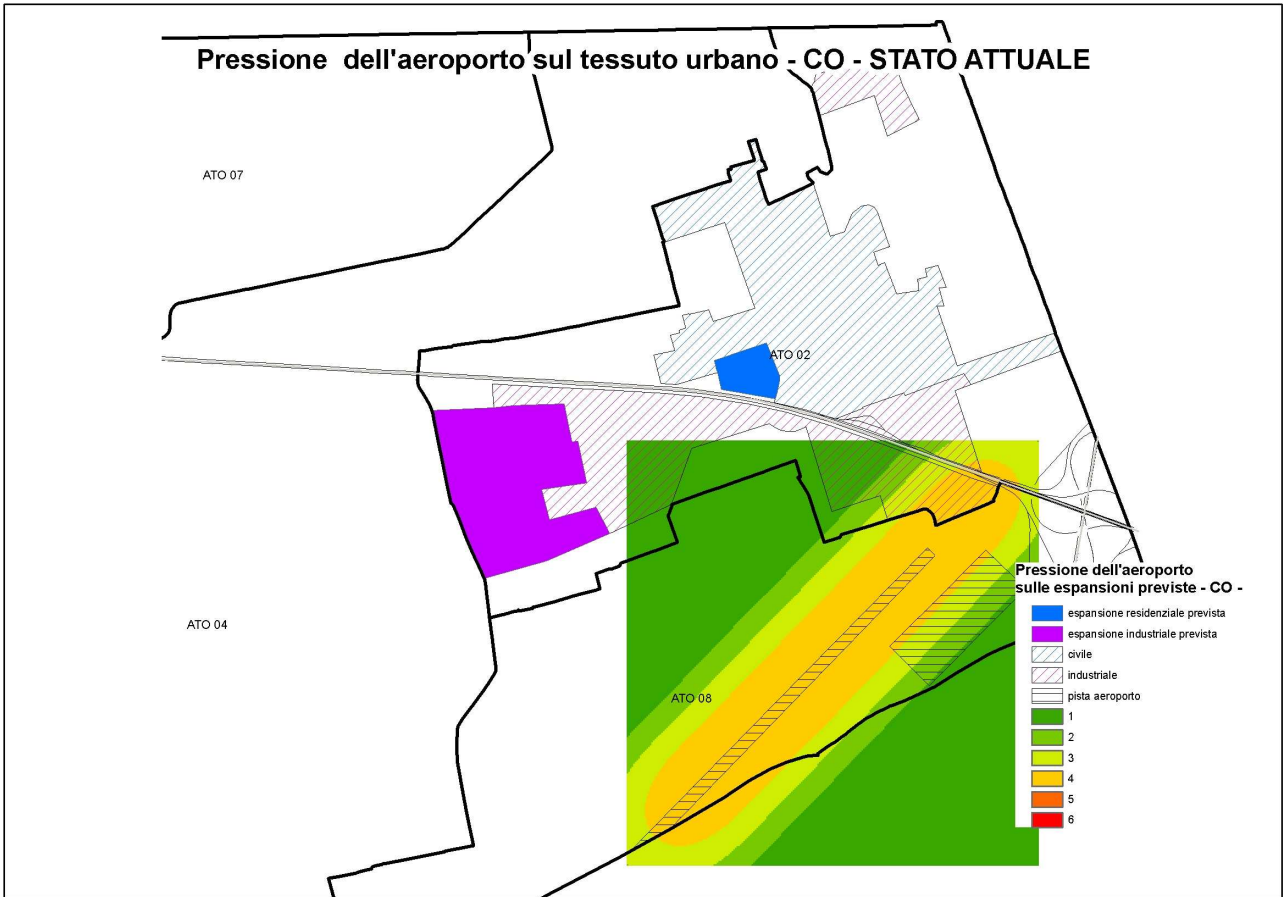 Pressione dell'aeroporto sul tessuto urbano - CO - STATO ATTUALE
ATO 07
ATO 02
ATO 04
ATO 08
Pressione dell'aeroporto
sulle espansioni previste - CO -
espansione residenziale prevista
espansione industriale prevista
civile
industriale
pista aeroporto
1
2
3
4
5
6